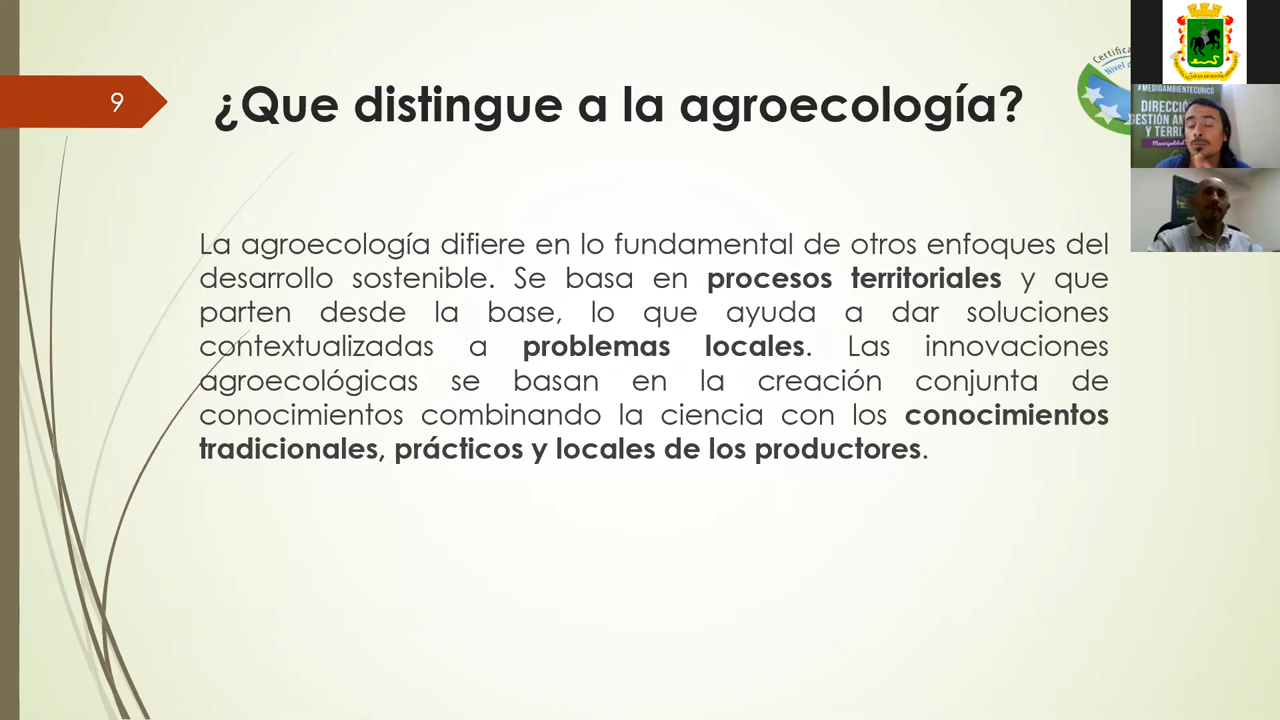 9
¿Que distingue a la agroecología?
La agroecología difiere en lo fundamental de otros enfoques del
desarrollo sostenible. Se basa en procesos territoriales y que
parten desde la base, lo que ayuda a dar soluciones
contextualizadas a problemas locales. Las innovaciones
agroecológicas se basan en la creación conjunta de
conocimientos combinando la ciencia con los conocimientos
tradicionales, prácticos y locales de los productores.
#MEDIOAMBIENTECURICÓ